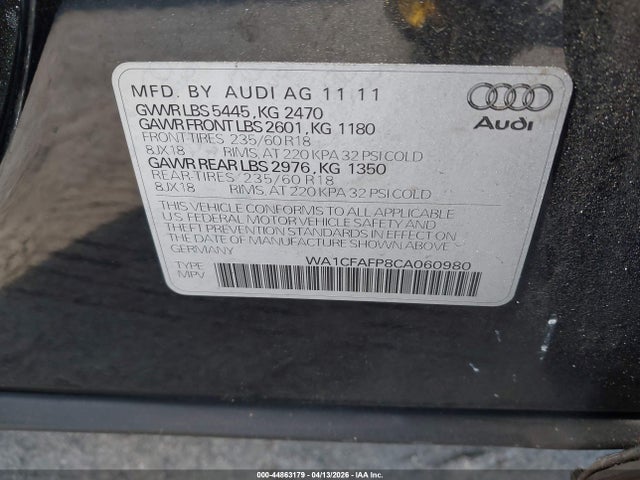 MFD. BY AUDI AG 11 11
GVWR LBS 5445, KG 2470
GAWR FRONT LBS 2601, KG 1180
FRONT-TIRES 235/60 R18
8JX18 RIMS, AT 220 KPA 32 PSI COLD
GAWR REAR LBS 2976, KG 1350
REAR-TIRES 235/60 R18
8JX18 RIMS, AT 220 KPA 32 PSI COLD
THIS VEHICLE CONFORMS TO ALL APPLICABLE
U.S. FEDERAL MOTOR VEHICLE SAFETY AND
THEFT PREVENTION STANDARDS IN EFFECT ON
THE DATE OF MANUFACTURE SHOWN ABOVE
GERMANY
WA1CFAFP8CA060980
TYPE
PASS
MPV
Audi
000-44863179 | 04/13/2026 | IAA Inc.